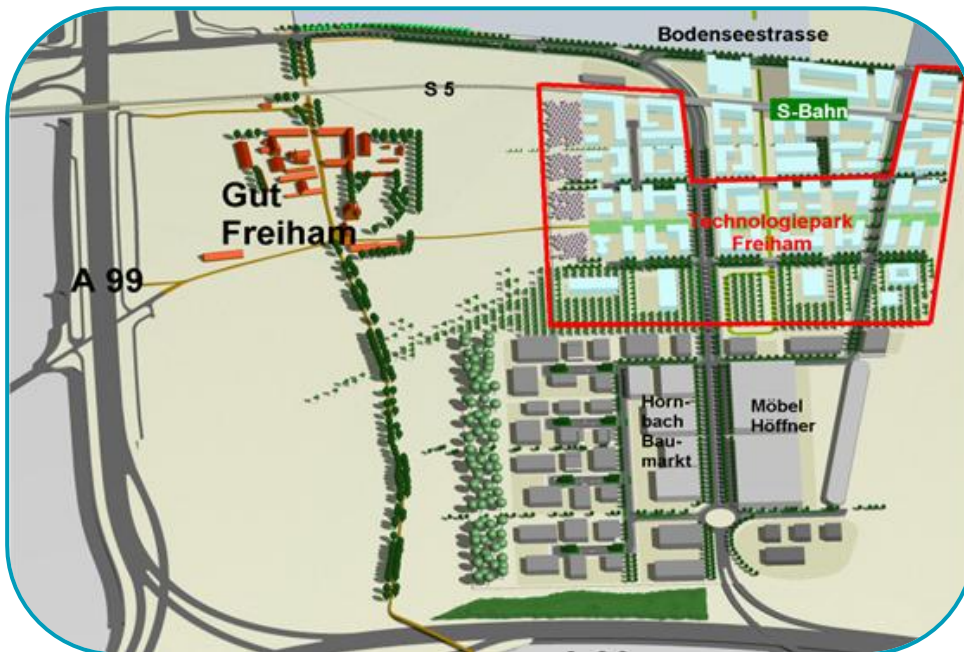 Bodenseestrasse
S 5
S-Bahn
Gut
Freiham
Technologiepark
Freiham
A 99
Horn-
bach
Bau-
markt
Möbel
Höffner